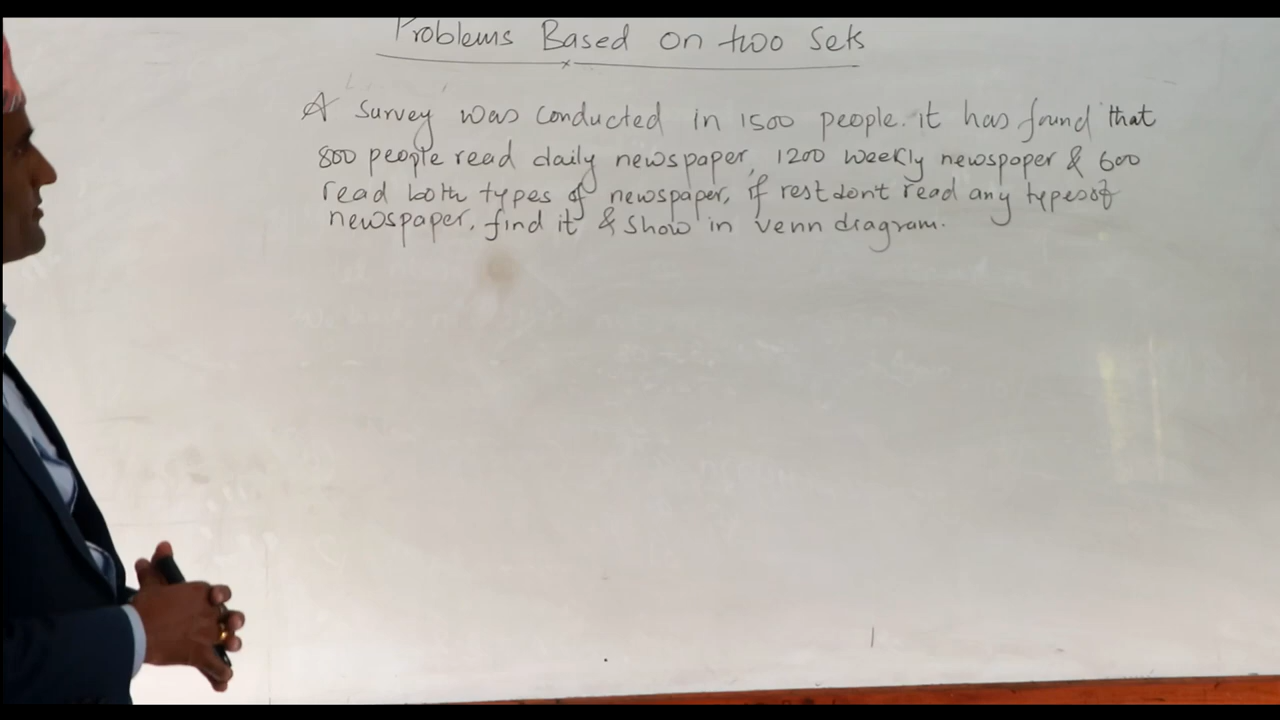 Problems Based on two Sets
A survey was conducted in 1500 people. it has found that
800 people read daily newspaper, 1200 weekly newspaper & 600
read both types of newspaper, if rest dont read any types of
newspaper. find it & show in venn diagram.